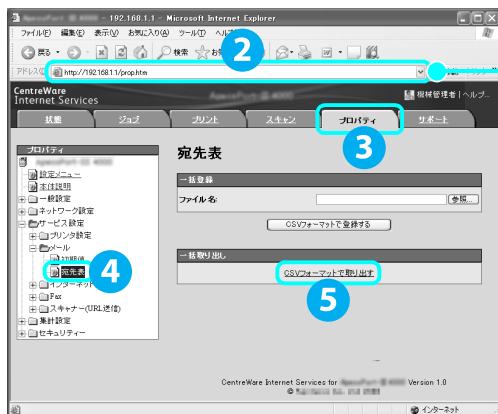 - 192.168.1.1 - Microsoft Internet Explorer
ファイル(F) 編集(E) 表示(V) お気に入り(A) ツール(T) ヘルプ(H)
戻る 検索
2
http://192.168.1.1/prop.htm
CentreWare
Internet Services
機械管理者 | ヘルプ
状態 ジョブ プリント スキャン プロパティ サポート
3
プロパティ
設定メニュー
本体説明
一般設定
ネットワーク設定
サービス設定
プリンタ設定
メール
初期値
宛先表
4
インターネット
Fax
スキャナー(URL送信)
集計設定
セキュリティー
宛先表
一括登録
ファイル名:
参照...
CSVフォーマットで登録する
一括取り出し
CSVフォーマットで取り出す
5
CentreWare Internet Services for Version 1.0
©
インターネット